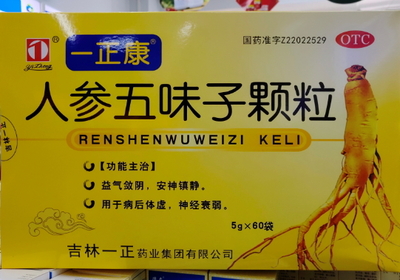 国药准字Z22022529
OTC
1
Yi Zheng
一正康®
人参五味子颗粒
RENSHENWUWEIZI KELI
【功能主治】
益气敛阴，安神镇静。
用于病后体虚，神经衰弱。
5g×60袋
吉林一正药业集团有限公司